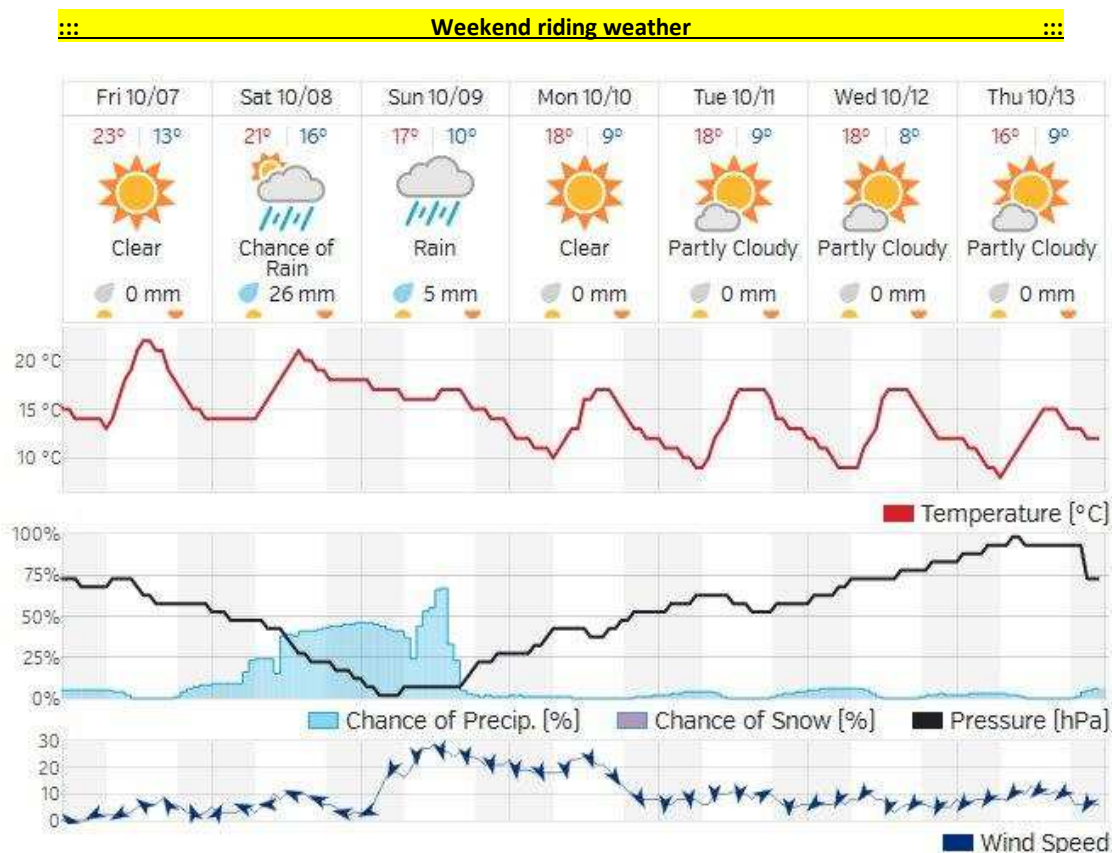 ::: Weekend riding weather :::
Fri 10/07 Sat 10/08 Sun 10/09 Mon 10/10 Tue 10/11 Wed 10/12 Thu 10/13
23° 13° 21° 16° 17° 10° 18° 9° 18° 9° 18° 8° 16° 9°
Clear Chance of Rain Clear Partly Cloudy Partly Cloudy Partly Cloudy
Rain
0 mm 26 mm 5 mm 0 mm 0 mm 0 mm 0 mm
20 °C
15 °C
10 °C
Temperature [°C]
100%
75%
50%
25%
0%
Chance of Precip. [%] Chance of Snow [%] Pressure [hPa]
30
20
10
0
Wind Speed